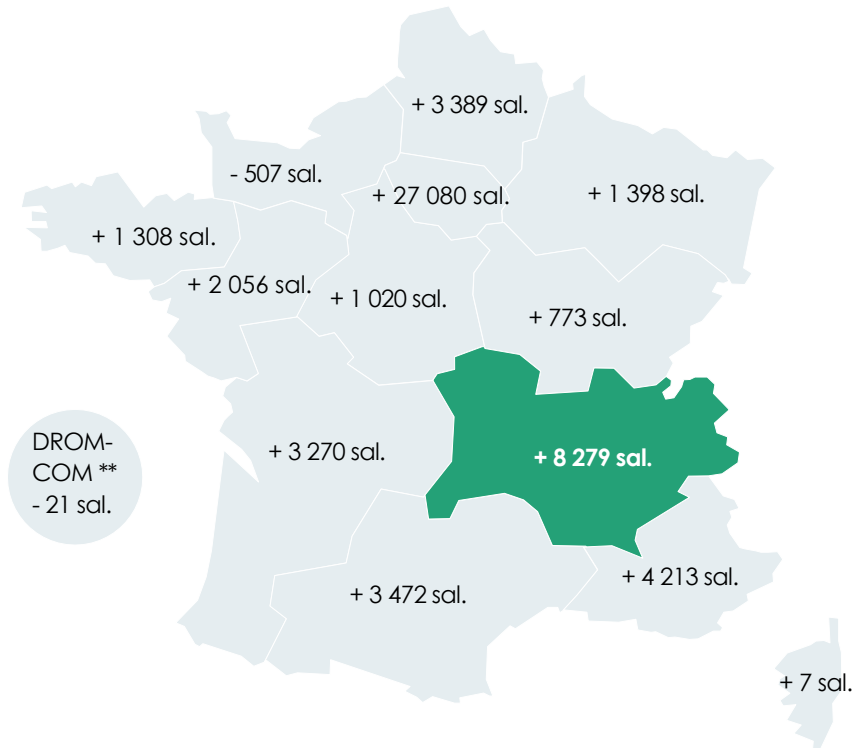 + 3 389 sal.
- 507 sal.
+ 27 080 sal.
+ 1 398 sal.
+ 1 308 sal.
+ 2 056 sal.
+ 1 020 sal.
+ 773 sal.
DROM-
COM **
- 21 sal.
+ 3 270 sal.
+ 8 279 sal.
+ 3 472 sal.
+ 4 213 sal.
+ 7 sal.